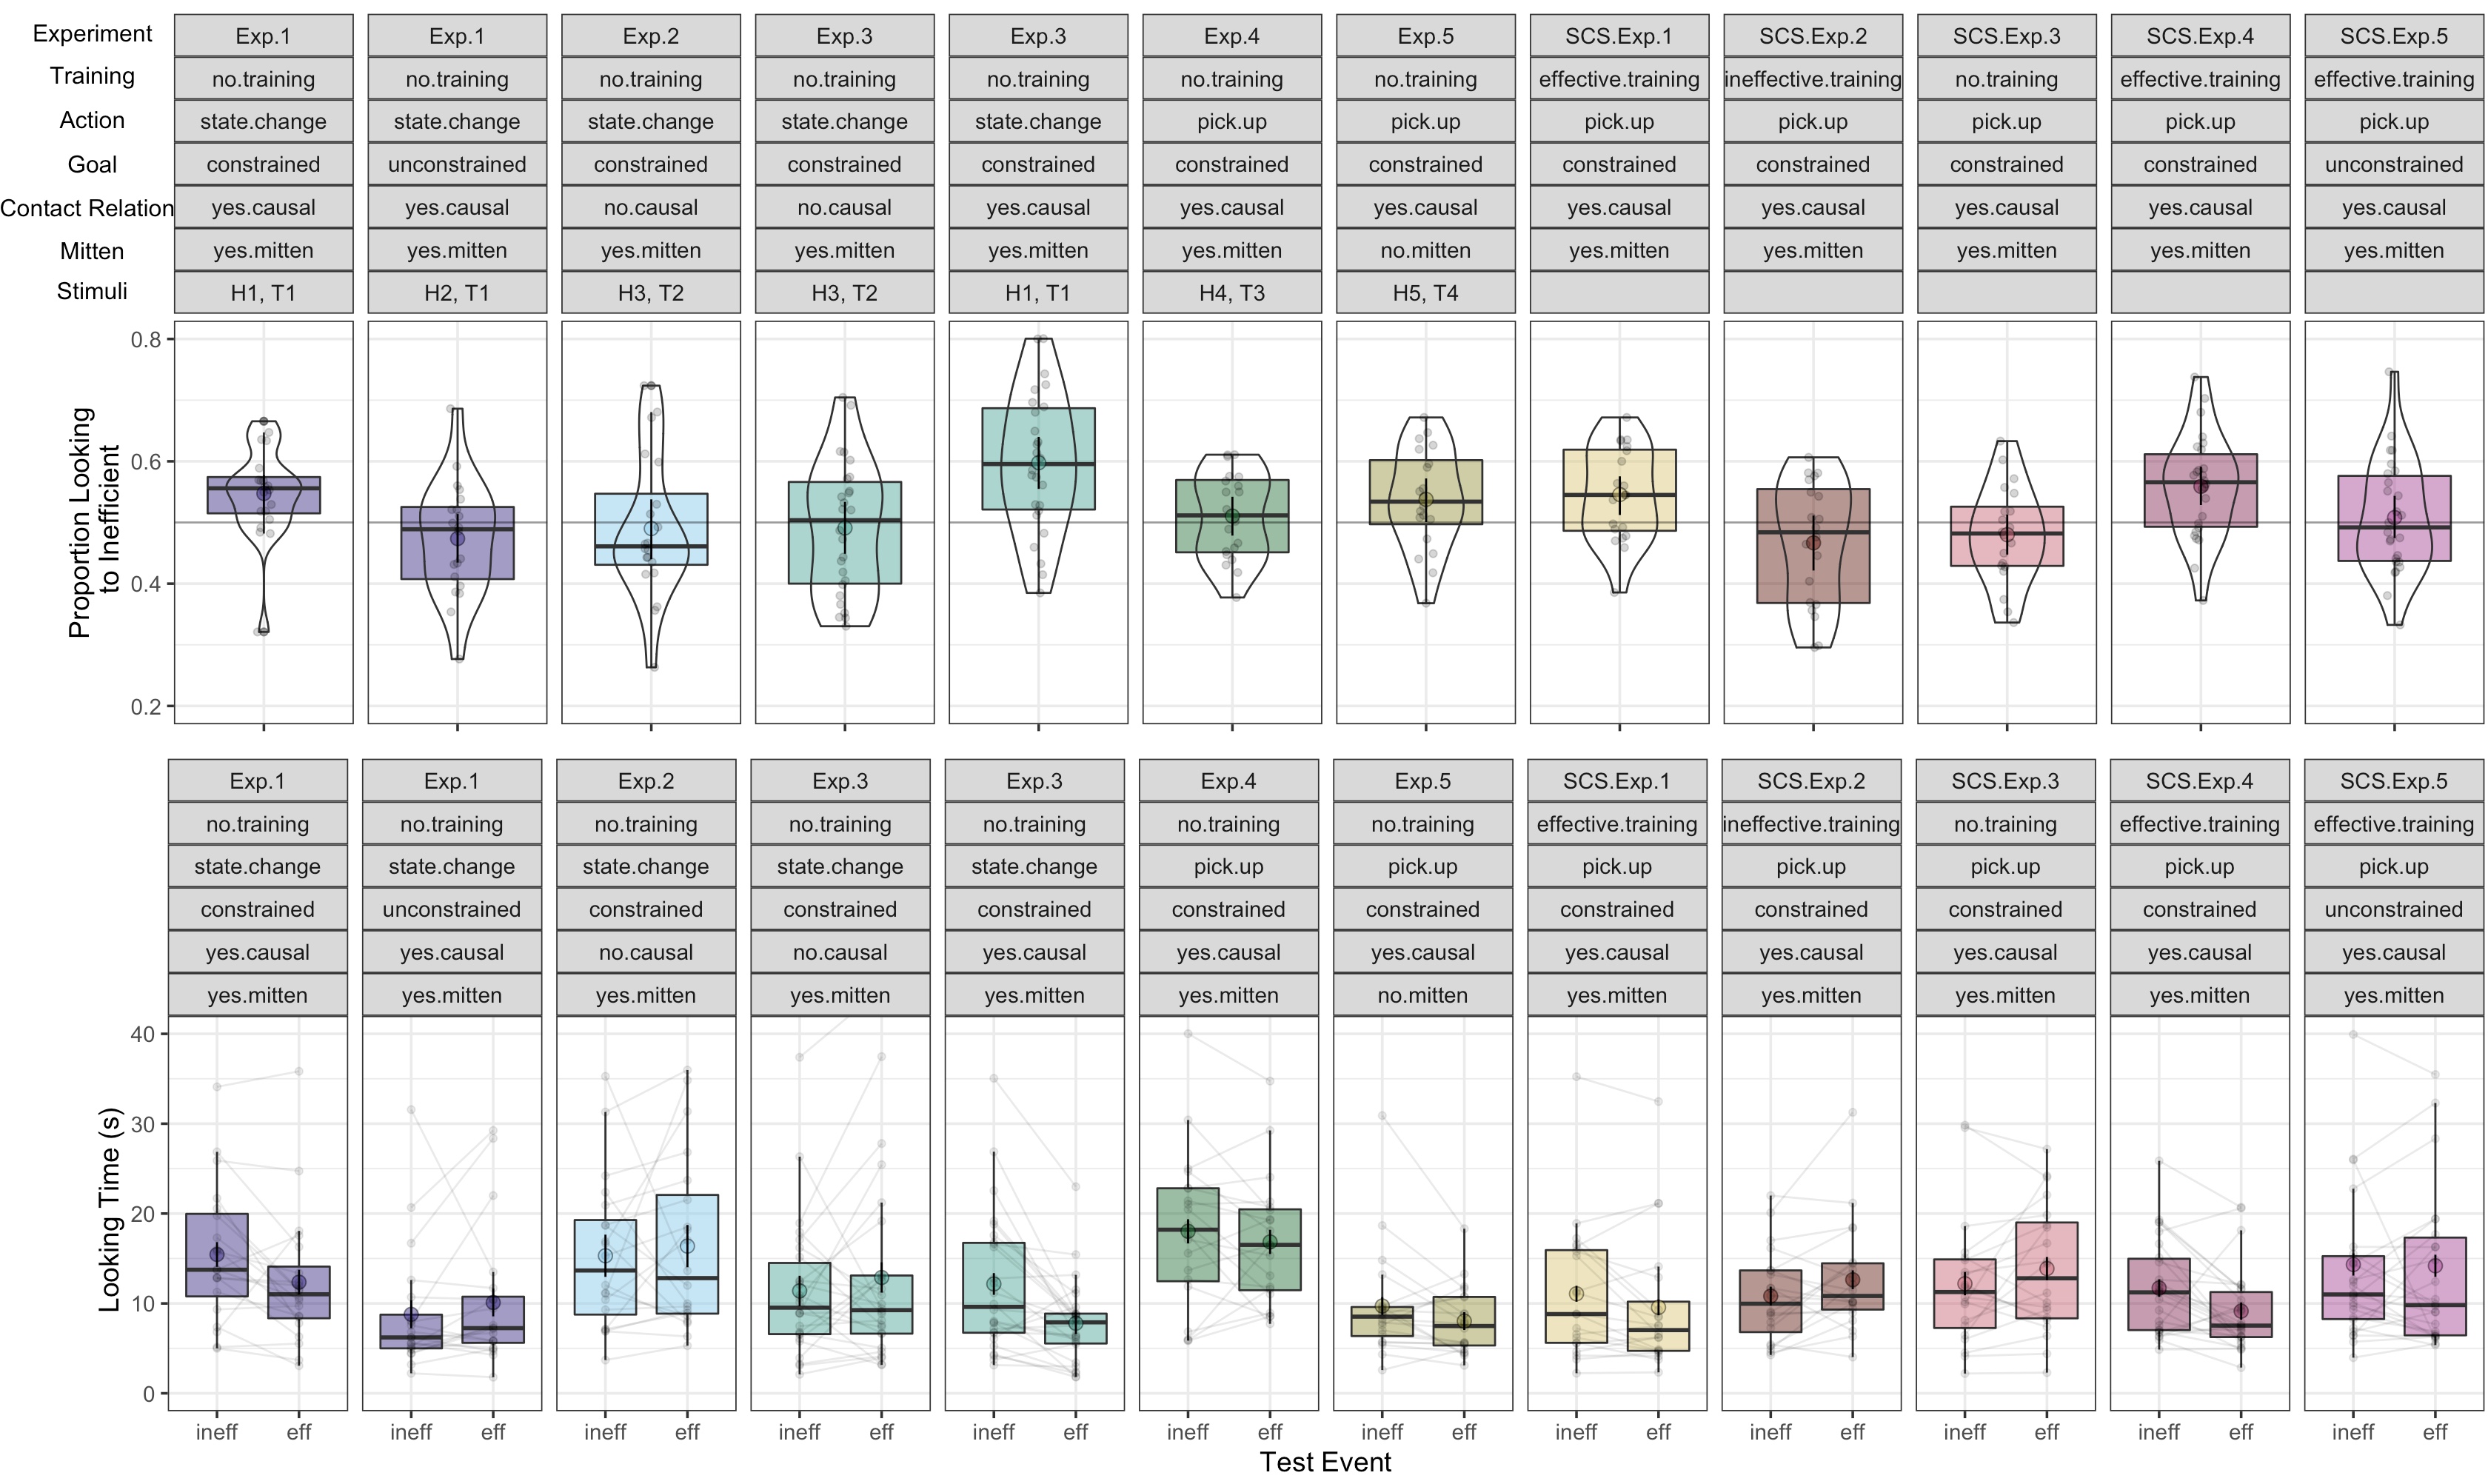 Experiment Exp.1 Exp.1 Exp.2 Exp.3 Exp.3 Exp.4 Exp.5 SCS.Exp.1 SCS.Exp.2 SCS.Exp.3 SCS.Exp.4 SCS.Exp.5
Training no.training no.training no.training no.training no.training no.training no.training effective.training ineffective.training no.training effective.training effective.training
Action state.change state.change state.change state.change state.change pick.up pick.up pick.up pick.up pick.up pick.up pick.up
Goal constrained unconstrained constrained constrained constrained constrained constrained constrained constrained constrained constrained unconstrained
Contact Relation yes.causal yes.causal no.causal no.causal yes.causal yes.causal yes.causal yes.causal yes.causal yes.causal yes.causal yes.causal
Mitten yes.mitten yes.mitten yes.mitten yes.mitten yes.mitten yes.mitten no.mitten yes.mitten yes.mitten yes.mitten yes.mitten yes.mitten
Stimuli H1, T1 H2, T1 H3, T2 H3, T2 H1, T1 H4, T3 H5, T4
Proportion Looking
to Inefficient
0.8
0.6
0.4
0.2
Exp.1 Exp.1 Exp.2 Exp.3 Exp.3 Exp.4 Exp.5 SCS.Exp.1 SCS.Exp.2 SCS.Exp.3 SCS.Exp.4 SCS.Exp.5
no.training no.training no.training no.training no.training no.training no.training effective.training ineffective.training no.training effective.training effective.training
state.change state.change state.change state.change state.change pick.up pick.up pick.up pick.up pick.up pick.up pick.up
constrained unconstrained constrained constrained constrained constrained constrained constrained constrained constrained constrained unconstrained
yes.causal yes.causal no.causal no.causal yes.causal yes.causal yes.causal yes.causal yes.causal yes.causal yes.causal yes.causal
yes.mitten yes.mitten yes.mitten yes.mitten yes.mitten yes.mitten no.mitten yes.mitten yes.mitten yes.mitten yes.mitten yes.mitten
Looking Time (s)
40
30
20
10
0
ineff eff ineff eff ineff eff ineff eff ineff eff ineff eff ineff eff ineff eff ineff eff ineff eff ineff eff ineff eff
Test Event